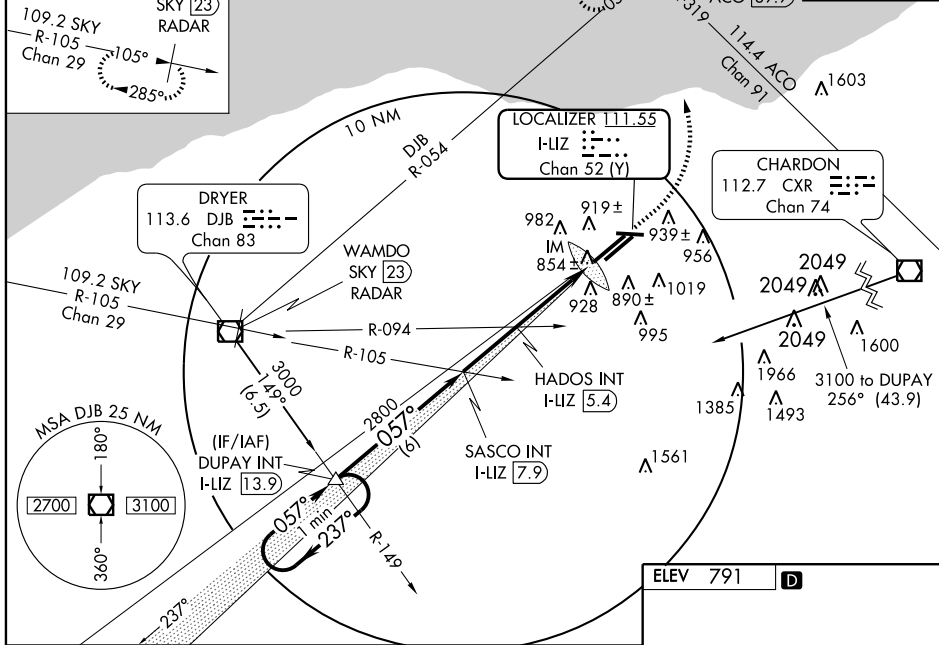 SKY 23
RADAR
109.2 SKY
R-105
Chan 29
105°
285°
R-319
114.4 ACO
Chan 91
1603
10 NM
DJB
R-054
LOCALIZER 111.55
I-LIZ
Chan 52 (Y)
CHARDON
112.7 CXR
Chan 74
DRYER
113.6 DJB
Chan 83
WAMDO
SKY 23
RADAR
982
919±
IM
854±
939±
956
928
890±
1019
995
2049
2049
2049
1600
109.2 SKY
R-105
Chan 29
R-094
R-105
3000
149°
(6.5)
HADOS INT
I-LIZ 5.4
1966
1385
1493
3100 to DUPAY
256° (43.9)
2800
057°
(6)
SASCO INT
I-LIZ 7.9
1561
(IF/IAF)
DUPAY INT
I-LIZ 13.9
MSA DJB 25 NM
180°
2700
3100
360°
057°
1 min
237°
R-149
237°
ELEV 791
D